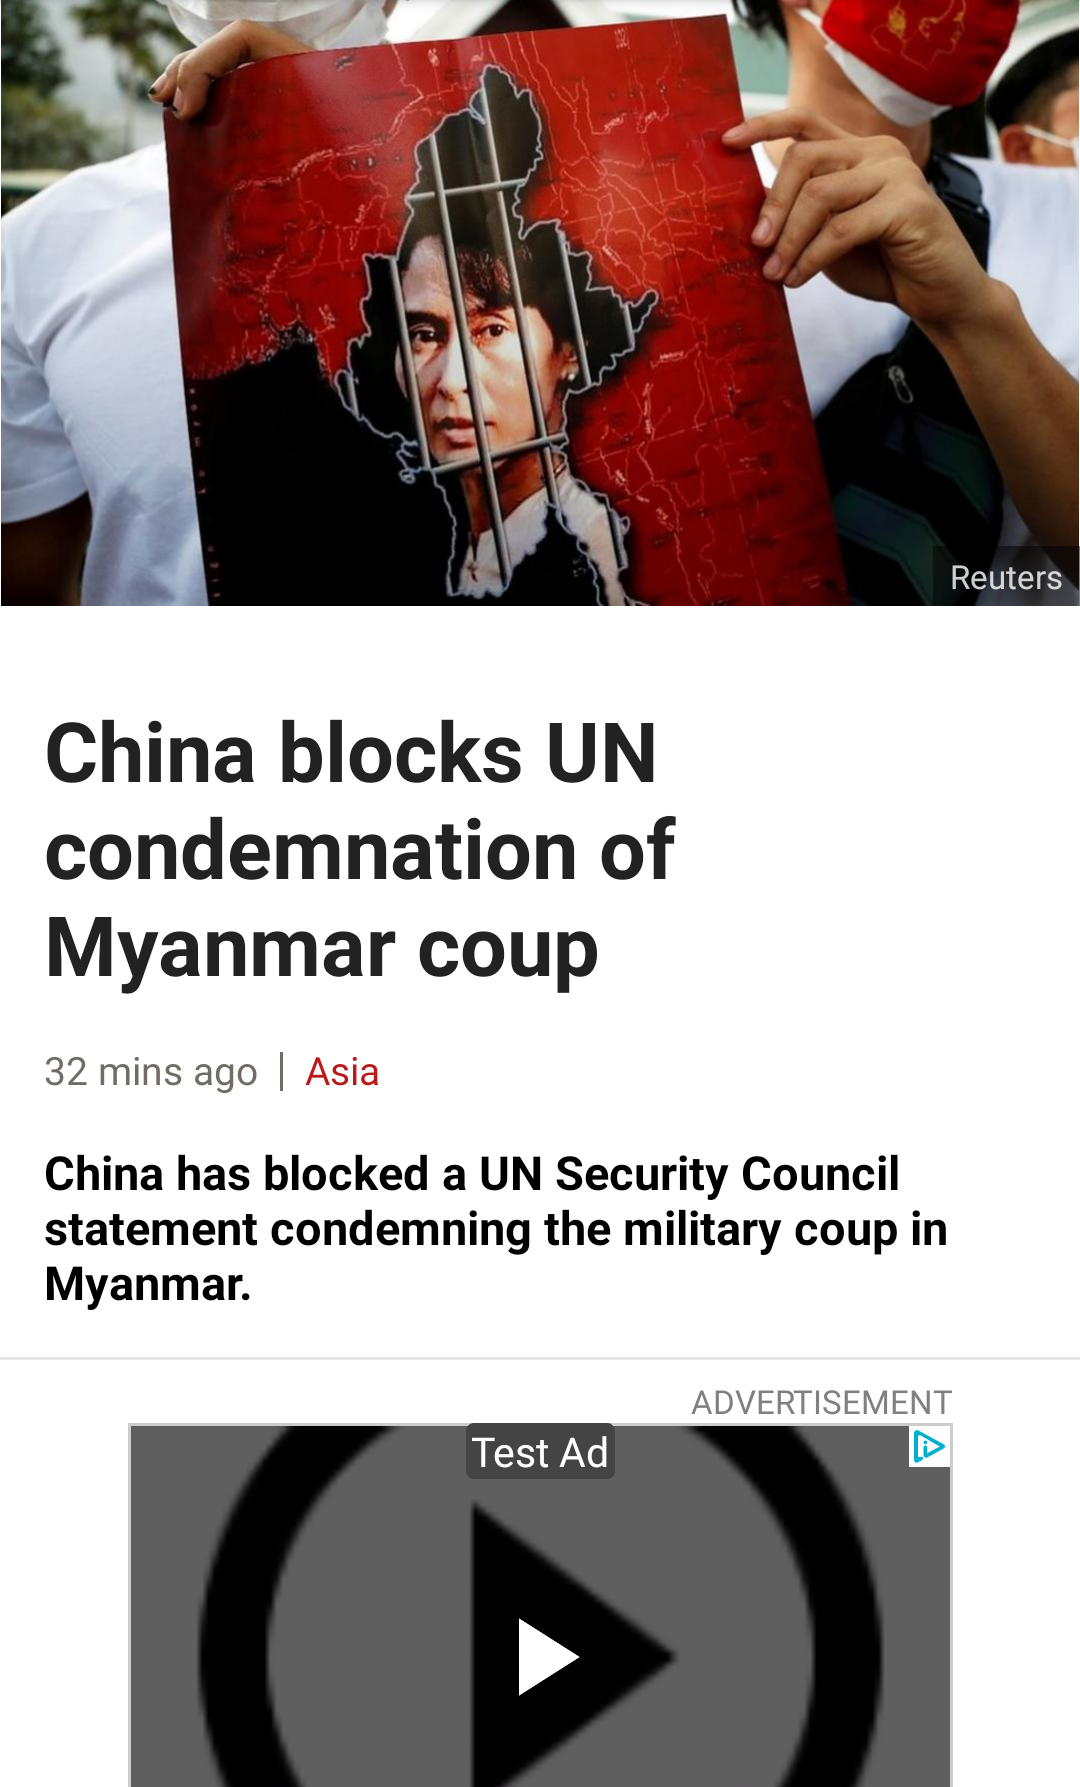 Reuters
China blocks UN
condemnation of
Myanmar coup
32 mins ago | Asia
China has blocked a UN Security Council
statement condemning the military coup in
Myanmar.
ADVERTISEMENT
Test Ad